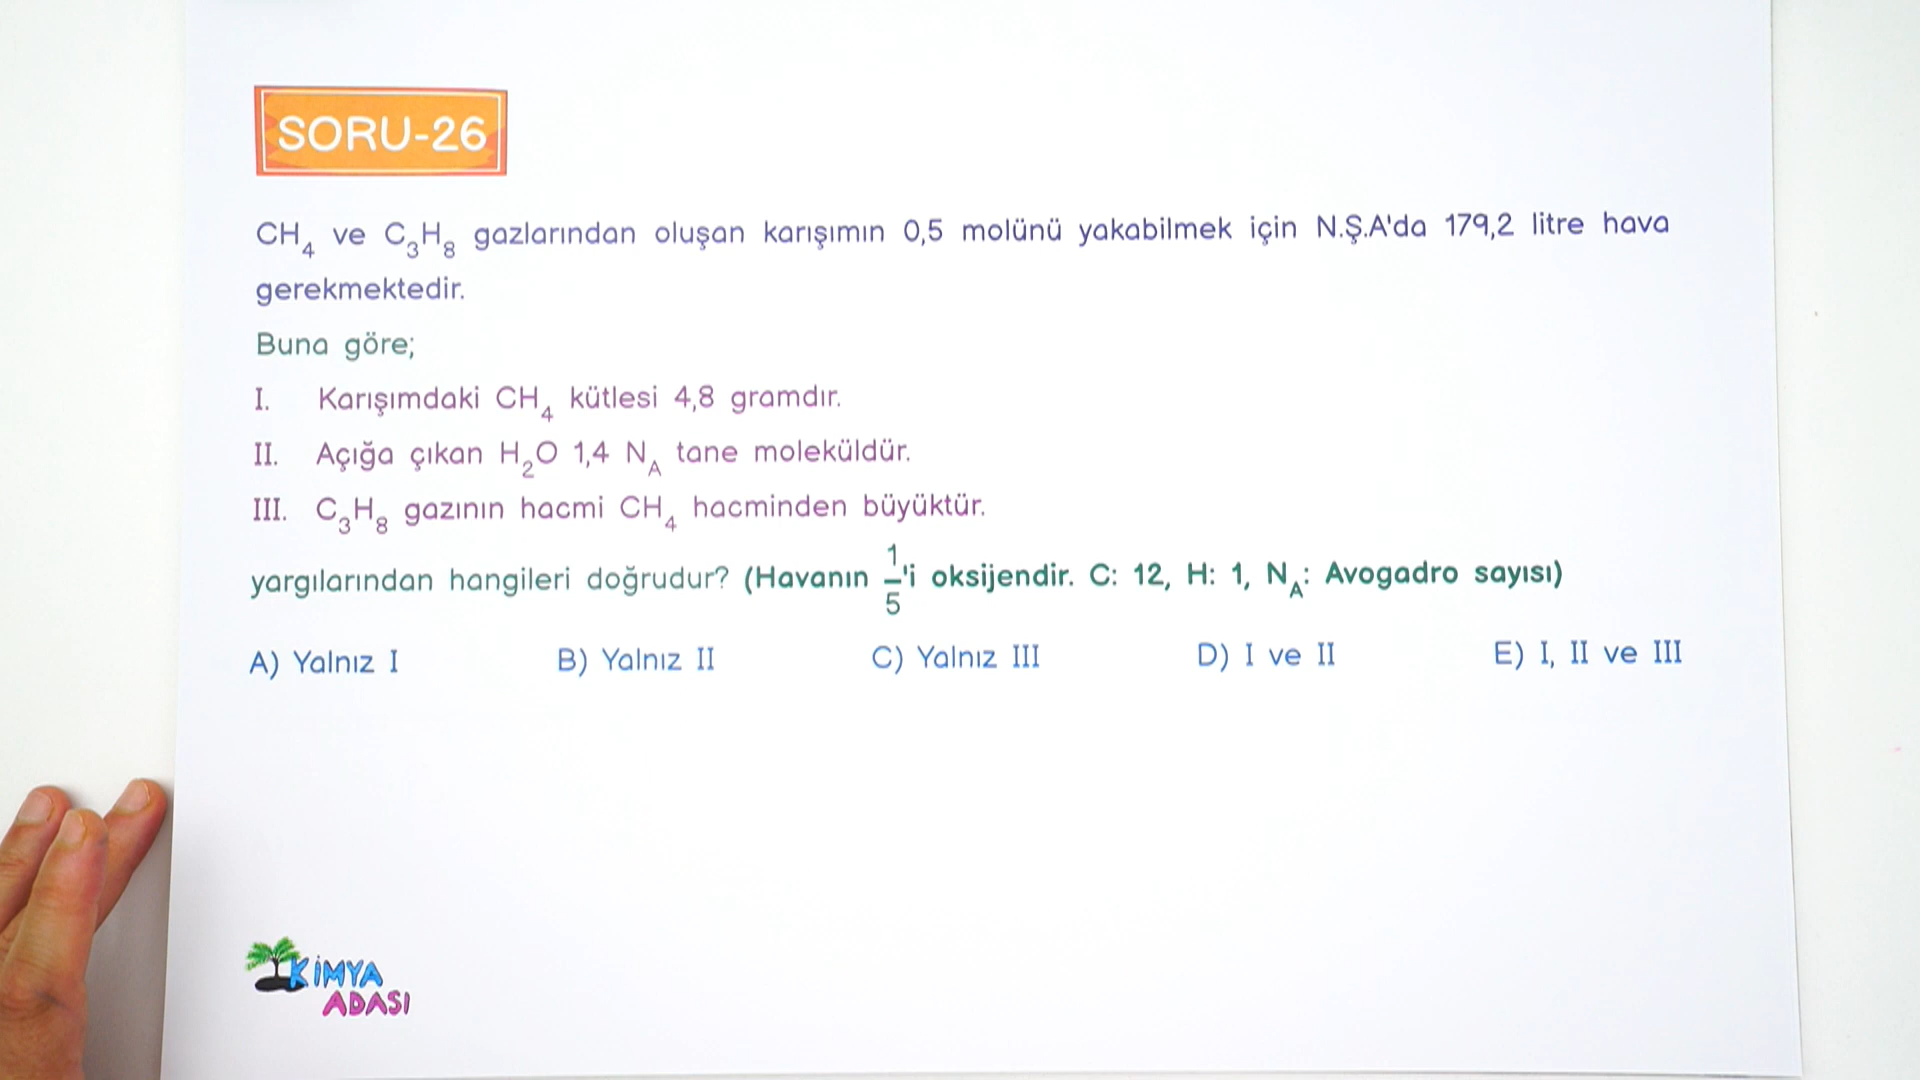 SORU-26
CH₄ ve C₃H₈ gazlarından oluşan karışımın 0,5 molünü yakabilmek için N.Ş.A'da 179,2 litre hava
gerekmektedir.
Buna göre;
I. Karışımdaki CH₄ kütlesi 4,8 gramdır.
II. Açığa çıkan H₂O 1,4 N_A tane moleküldür.
III. C₃H₈ gazının hacmi CH₄ hacminden büyüktür.
yargılarından hangileri doğrudur? (Havanın 1/5'i oksijendir. C: 12, H: 1, N_A: Avogadro sayısı)
A) Yalnız I B) Yalnız II C) Yalnız III D) I ve II E) I, II ve III
KİMYA
ADASI